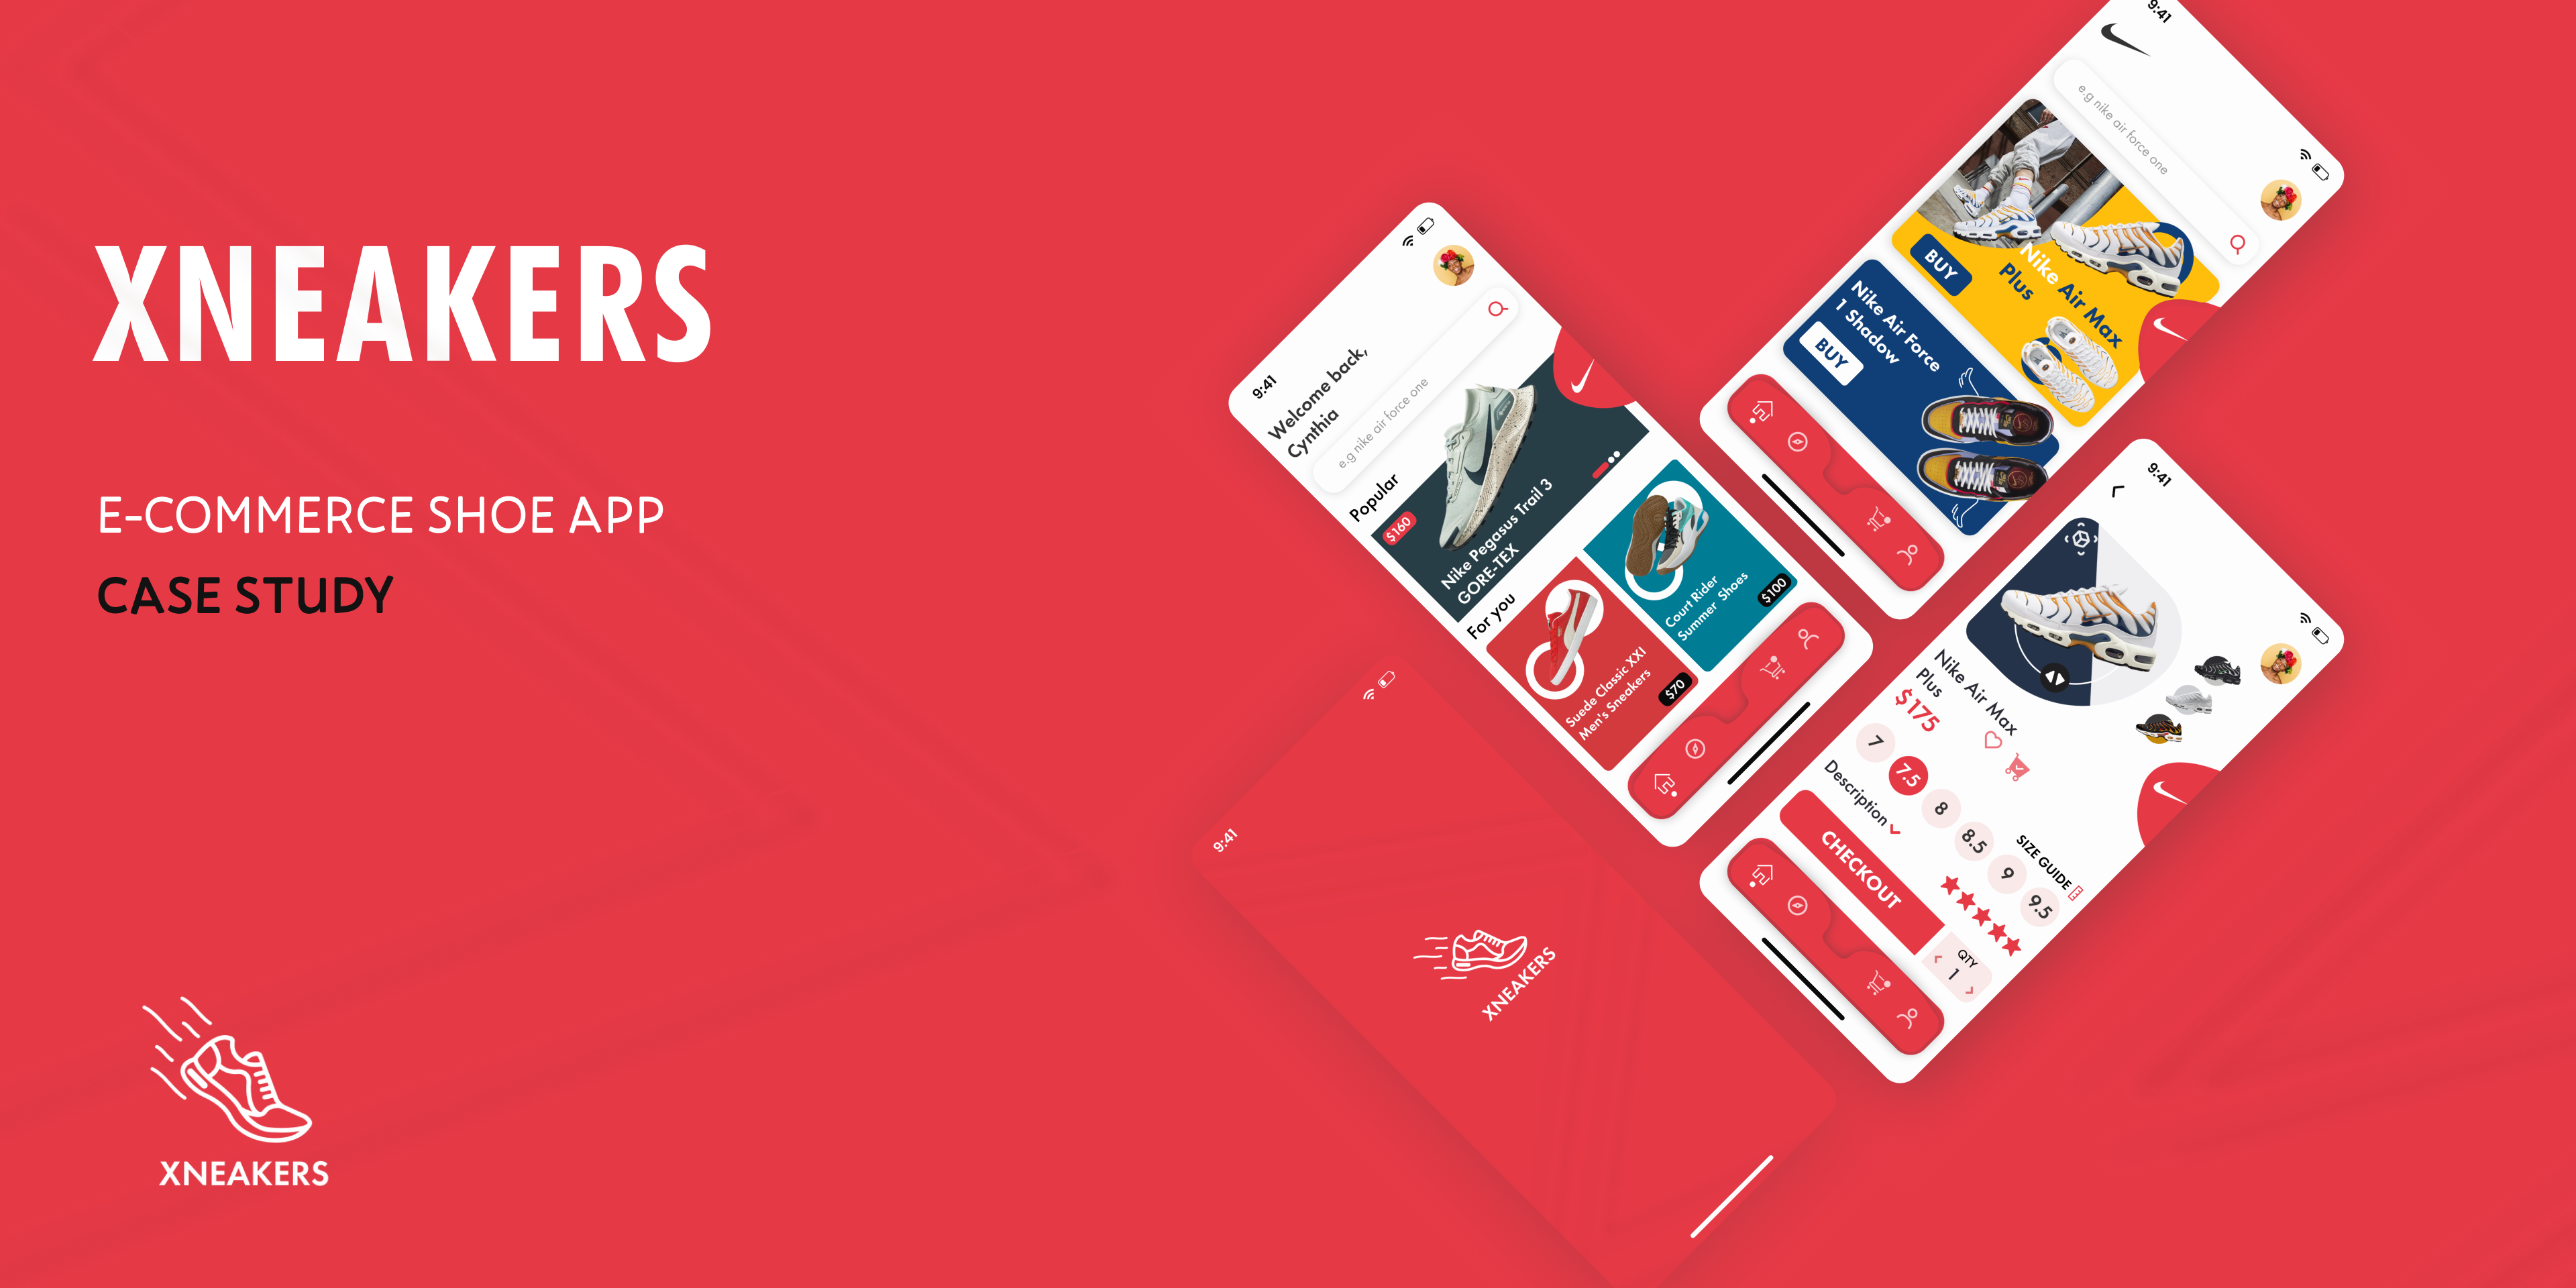 XNEAKERS
E-COMMERCE SHOE APP
CASE STUDY
XNEAKERS
9:41
Welcome back,
Cynthia
e.g nike air force one
Popular
$160
Nike Pegasus Trail 3
GORE-TEX
For you
Suede Classic XXI
Men's Sneakers
$70
Court Rider
Summer Shoes
$100
9:41
XNEAKERS
9:41
e.g nike air force one
Nike Air Max
Plus
BUY
Nike Air Force
1 Shadow
BUY
9:41
Nike Air Max
Plus
$175
SIZE GUIDE
7 7.5 8 8.5 9 9.5
Description
CHECKOUT
QTY
1